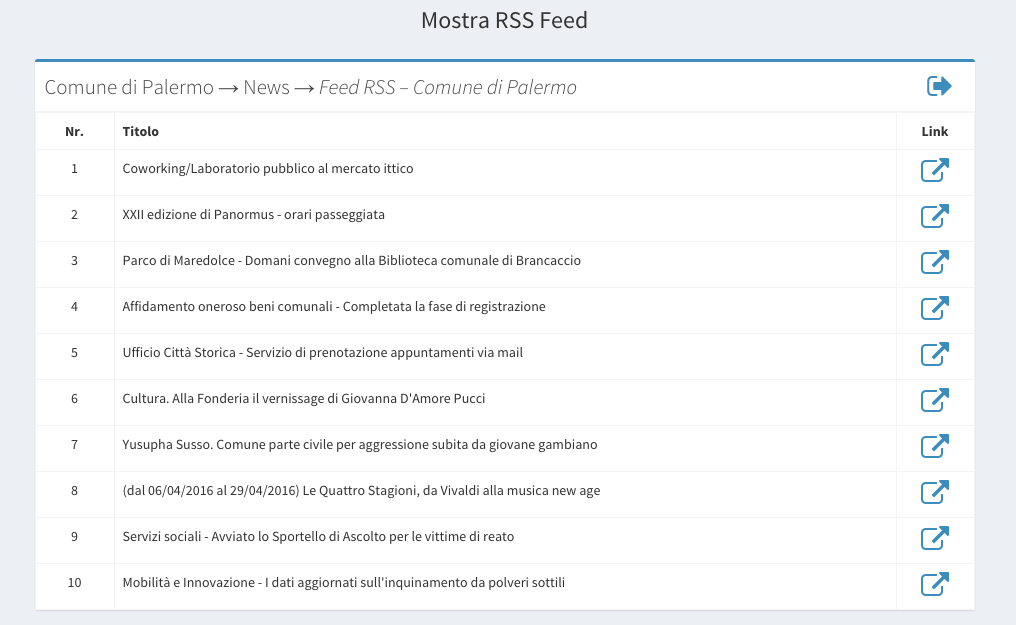 Mostra RSS Feed
Comune di Palermo → News → Feed RSS – Comune di Palermo
Nr. Titolo Link
1 Coworking/Laboratorio pubblico al mercato ittico
2 XXII edizione di Panormus - orari passeggiata
3 Parco di Maredolce - Domani convegno alla Biblioteca comunale di Brancaccio
4 Affidamento oneroso beni comunali - Completata la fase di registrazione
5 Ufficio Città Storica - Servizio di prenotazione appuntamenti via mail
6 Cultura. Alla Fonderia il vernissage di Giovanna D'Amore Pucci
7 Yusupha Susso. Comune parte civile per aggressione subita da giovane gambiano
8 (dal 06/04/2016 al 29/04/2016) Le Quattro Stagioni, da Vivaldi alla musica new age
9 Servizi sociali - Avviato lo Sportello di Ascolto per le vittime di reato
10 Mobilità e Innovazione - I dati aggiornati sull'inquinamento da polveri sottili